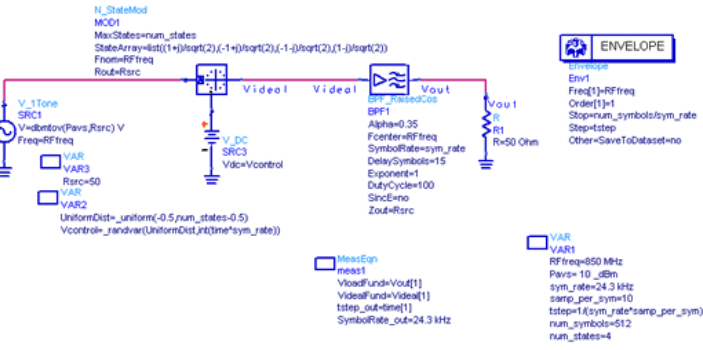 N_StateMod
MOD1
MaxStates=num_states
StateArray=list((1+j)/sqrt(2),(-1+j)/sqrt(2),(-1-j)/sqrt(2),(1-j)/sqrt(2))
Fnom=RFfreq
Rout=Rsrc
ENVELOPE
Envelope
Env1
Freq[1]=RFfreq
Order[1]=1
Stop=num_symbols/sym_rate
Step=tstep
Other=SaveToDataset=no
Videal
Videal
Vout
V_1Tone
SRC1
V=dbmtov(Pavs,Rsrc) V
Freq=RFfreq
V_DC
SRC3
Vdc=Vcontrol
BPF_RaisedCos
BPF1
Alpha=0.35
Fcenter=RFfreq
SymbolRate=sym_rate
DelaySymbols=15
Exponent=1
DutyCycle=100
SincE=no
Zout=Rsrc
Vout
R
R1
R=50 Ohm
VAR
VAR3
Rsrc=50
VAR
VAR2
UniformDist=_uniform(-0.5,num_states-0.5)
Vcontrol=_randvar(UniformDist,int(time*sym_rate))
MeasEqn
meas1
VloadFund=Vout[1]
VidealFund=Videal[1]
tstep_out=time[1]
SymbolRate_out=24.3 kHz
VAR
VAR1
RFfreq=850 MHz
Pavs= 10 _dBm
sym_rate=24.3 kHz
samp_per_sym=10
tstep=1/(sym_rate*samp_per_sym)
num_symbols=512
num_states=4